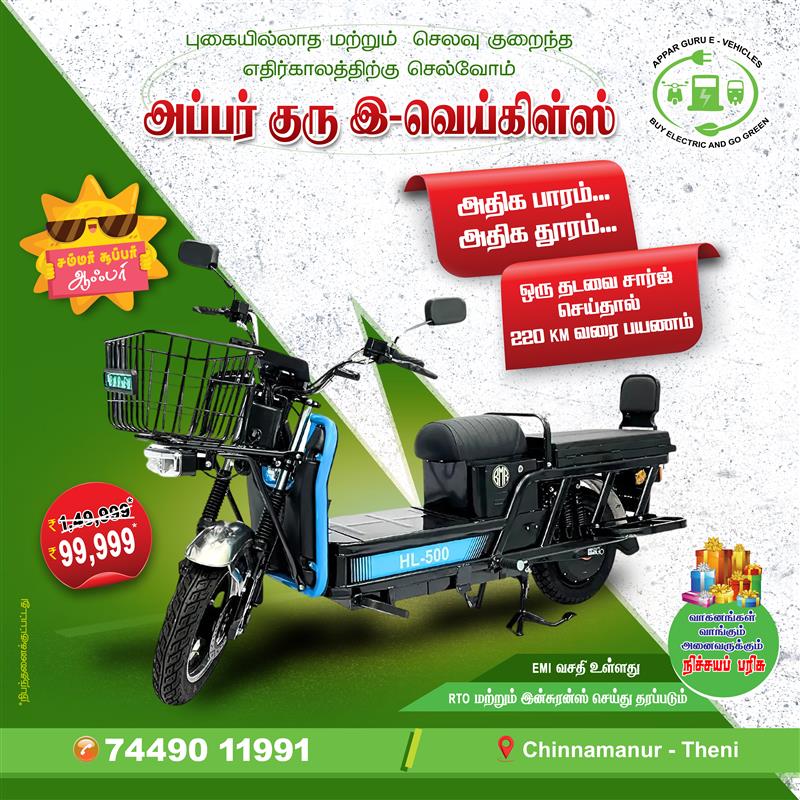 புகையில்லாத மற்றும் செலவு குறைந்த
எதிர்காலத்திற்கு செல்வோம்
அப்பர் குரு இ-வெய்கிள்ஸ்
APPAR GURU E - VEHICLES
BUY ELECTRIC AND GO GREEN
அதிக பாரம்...
அதிக தூரம்...
சம்மர் சூப்பர்
ஆஃபர்
ஒரு தடவை சார்ஜ்
செய்தால்
220 KM வரை பயணம்
BMR
HL-500
₹ 1,49,999*
₹ 99,999*
*நிபந்தனைக்குட்பட்டது
வாகனங்கள்
வாங்கும்
அனைவருக்கும்
நிச்சயப் பரிசு
EMI வசதி உள்ளது
RTO மற்றும் இன்சுரன்ஸ் செய்து தரப்படும்
74490 11991 / Chinnamanur - Theni